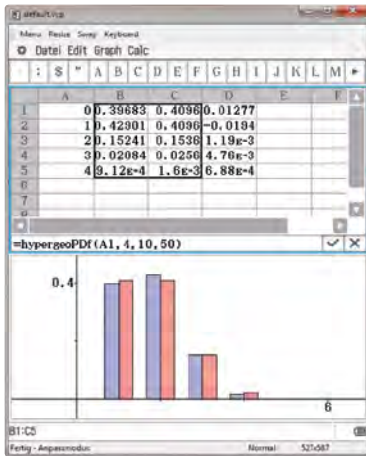 default.vcp
Menu Resize Swap Keyboard
Datei Edit Graph Calc
: $ " A B C D E F G H I J K L M
A B C D E F
1 0 0.39683 0.4096 0.01277
2 1 0.42301 0.4096 -0.0194
3 2 0.15241 0.1536 1.19E-3
4 3 0.02084 0.0256 4.76E-3
5 4 9.12E-4 1.6E-3 6.88E-4
6
7
8
=hypergeoPDf(A1,4,10,50)
0.4
6
B1:C5
Fertig - Anpassmodus Normal 527x587